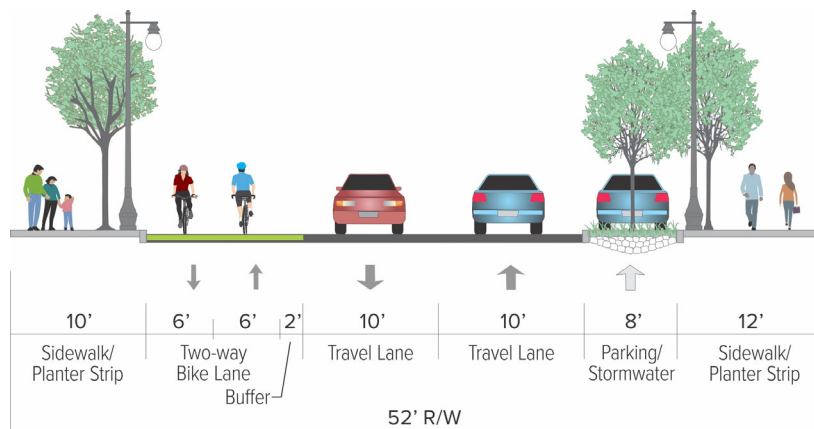 10’ 6’ 6’ 2’ 10’ 10’ 8’ 12’
Sidewalk/
Planter Strip
Two-way
Bike Lane
Buffer
Travel Lane
Travel Lane
Parking/
Stormwater
Sidewalk/
Planter Strip
52’ R/W